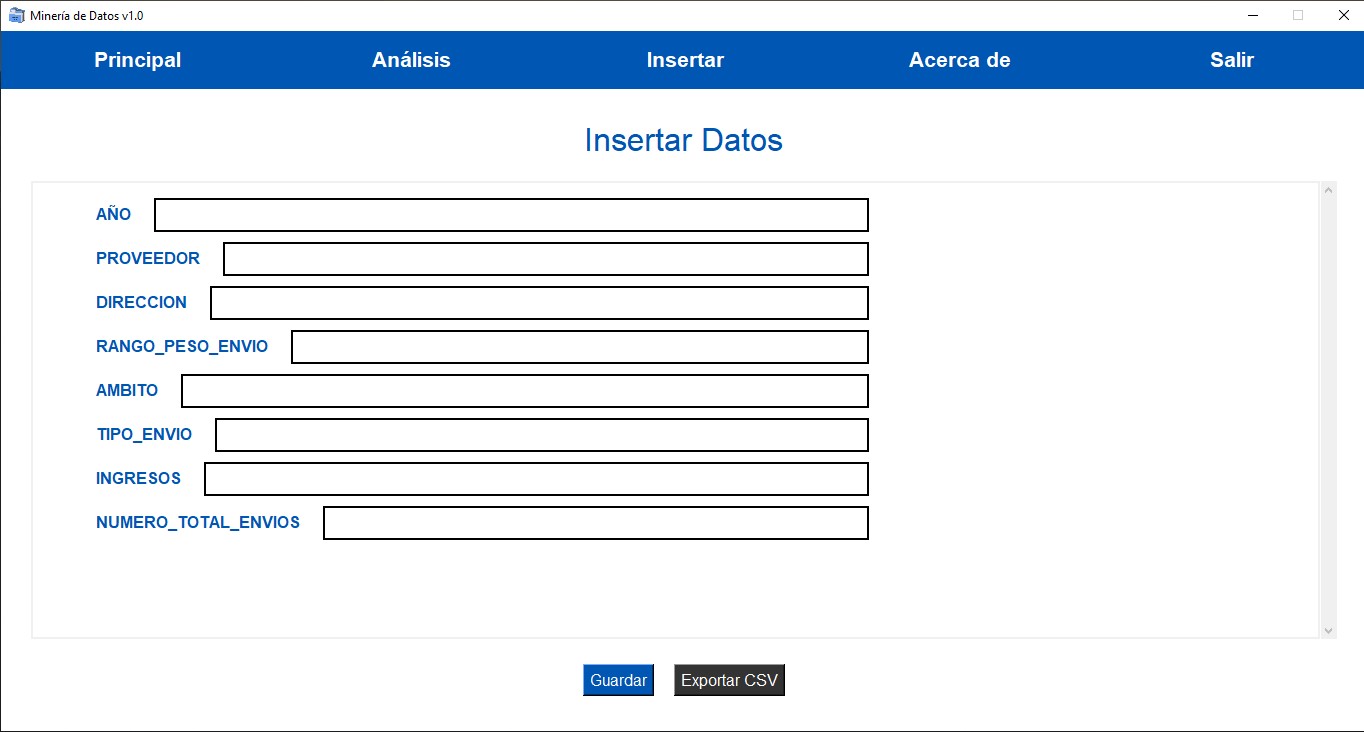 Minería de Datos v1.0
Principal Análisis Insertar Acerca de Salir
Insertar Datos
AÑO
PROVEEDOR
DIRECCION
RANGO_PESO_ENVIO
AMBITO
TIPO_ENVIO
INGRESOS
NUMERO_TOTAL_ENVIOS
Guardar Exportar CSV